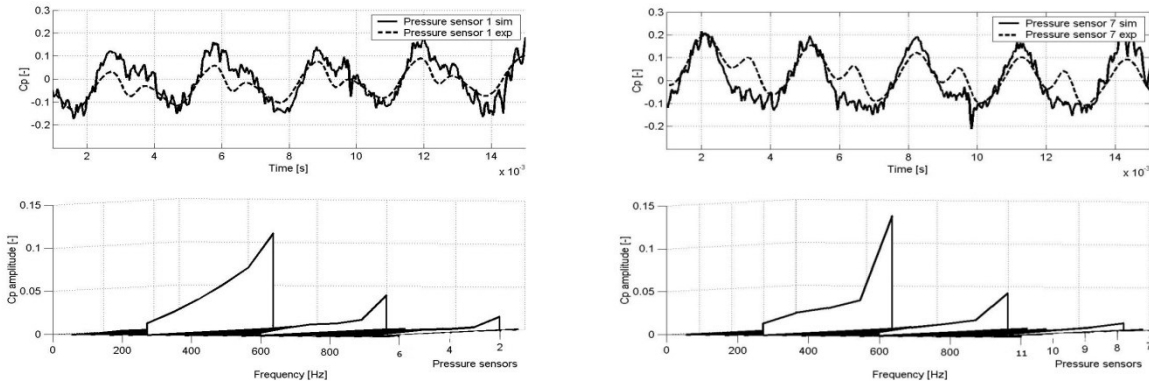 0.3
0.2
0.1
0
-0.1
-0.2
Cp [-]
Pressure sensor 1 sim
Pressure sensor 1 exp
2 4 6 8 10 12 14
Time [s]
x 10⁻³
0.3
0.2
0.1
0
-0.1
-0.2
Cp [-]
Pressure sensor 7 sim
Pressure sensor 7 exp
2 4 6 8 10 12 14
Time [s]
x 10⁻³
0.15
0.1
0.05
0
Cp amplitude [-]
0 200 400 600 800
6 4 2
Frequency [Hz]
Pressure sensors
0.15
0.1
0.05
0
Cp amplitude [-]
0 200 400 600 800
11 10 9 8 7
Frequency [Hz]
Pressure sensors